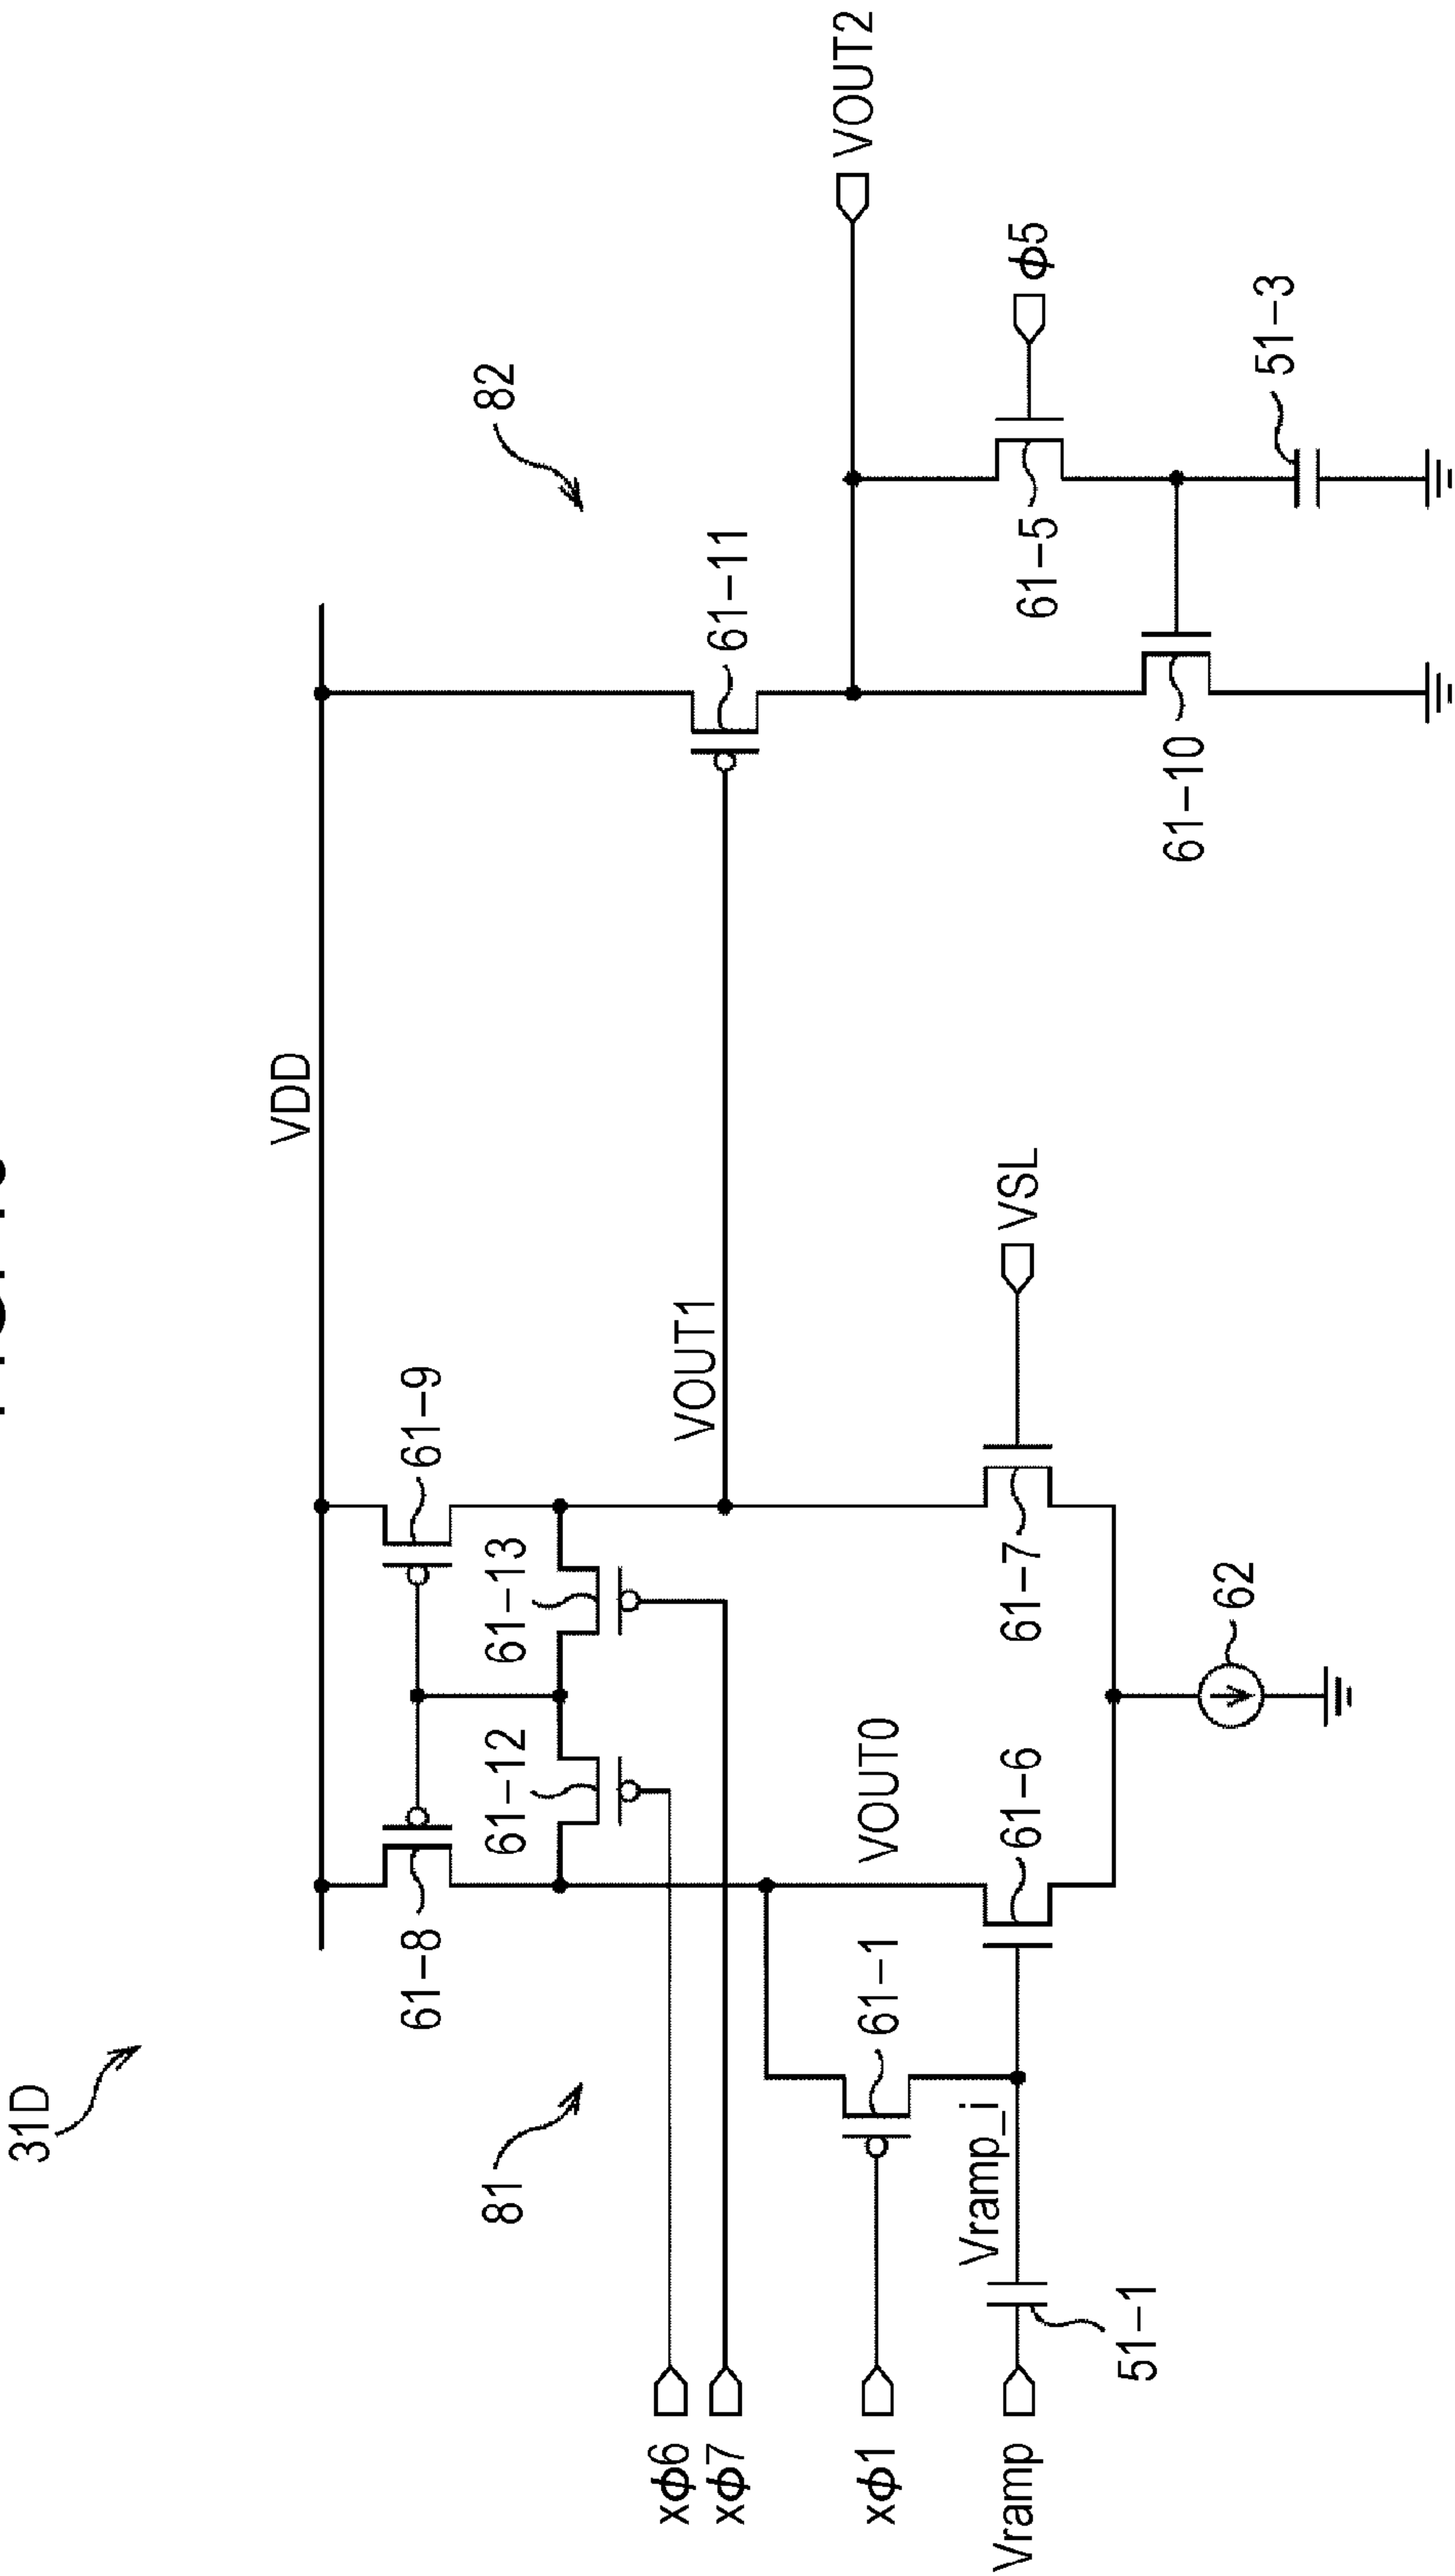 31D
VDD
61-8
61-9
61-12
61-13
81
82
xϕ6
xϕ7
VOUT1
61-11
VOUT0
VOUT2
xϕ1
61-1
Vramp_i
Vramp
51-1
61-6
61-7
VSL
62
61-5
ϕ5
61-10
51-3